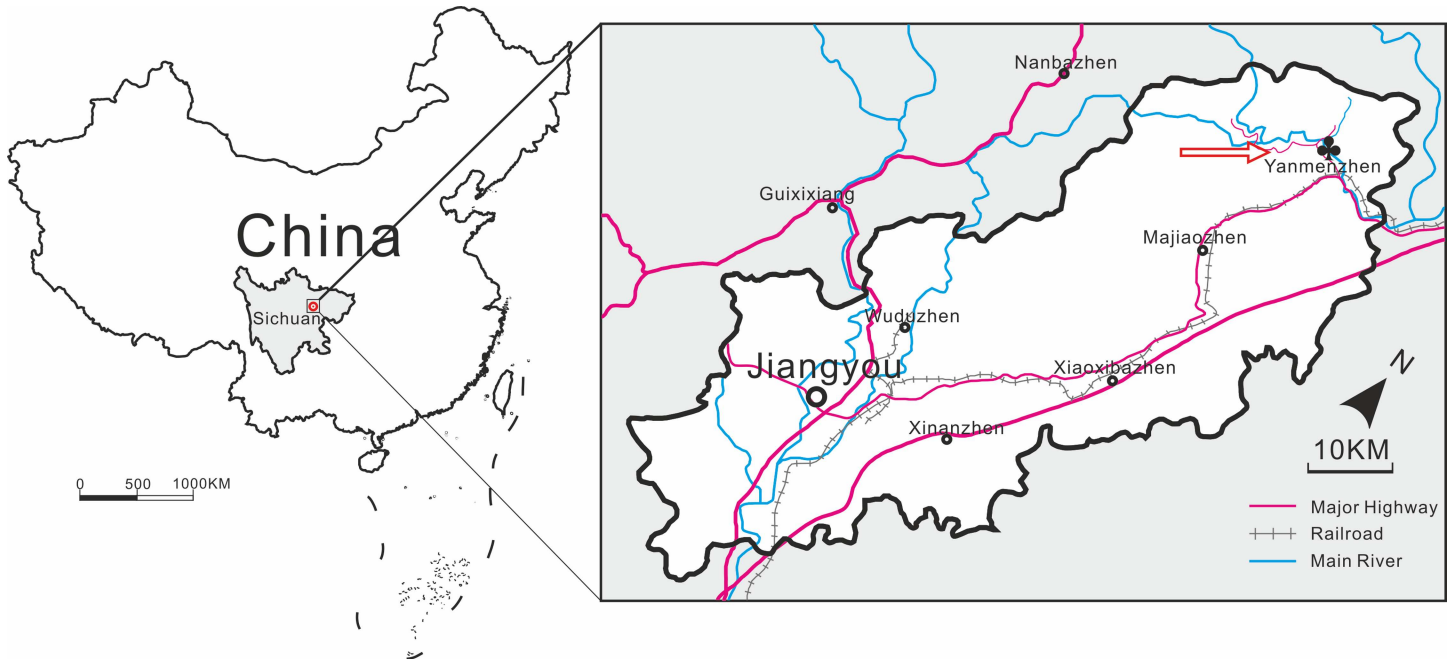 China
Sichuan
0 500 1000KM
Nanbazhen
Yanmenzhen
Guixixiang
Majiaozhen
Wuduzhen
Jiangyou
Xiaoxibazhen
Xinanzhen
N
10KM
Major Highway
Railroad
Main River